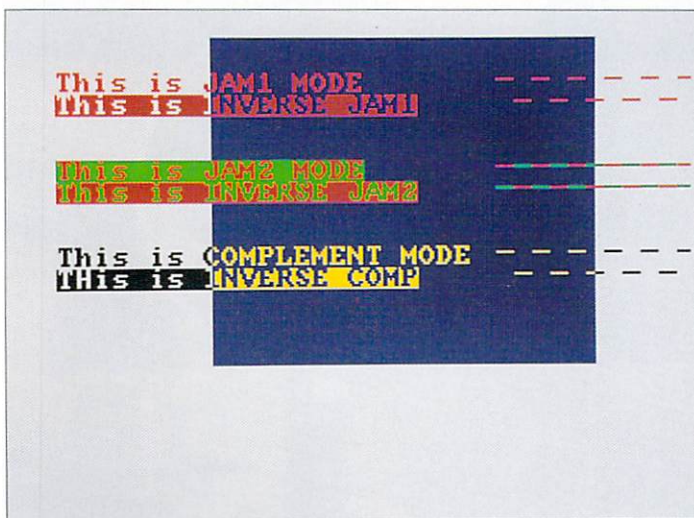 This is JAM1 MODE
This is INVERSE JAM1
This is JAM2 MODE
This is INVERSE JAM2
This is COMPLEMENT MODE
THis is INVERSE COMP